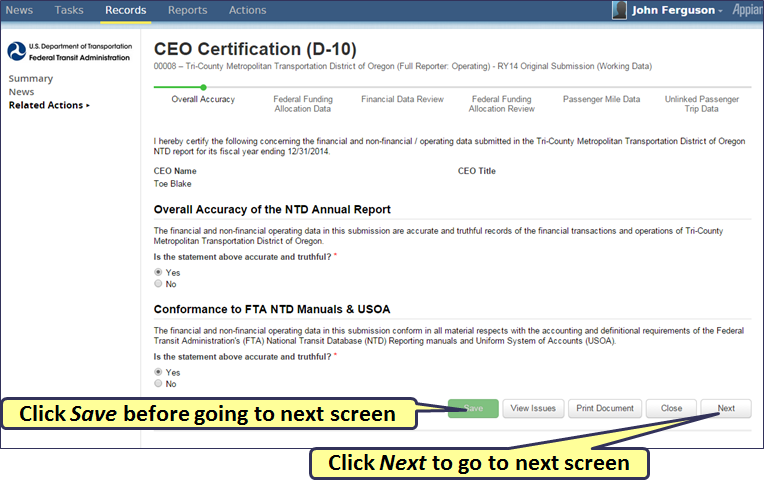 News Tasks Records Reports Actions John Ferguson Appian
U.S. Department of Transportation
Federal Transit Administration
Summary
News
Related Actions
CEO Certification (D-10)
00008 – Tri-County Metropolitan Transportation District of Oregon (Full Reporter: Operating) - RY14 Original Submission (Working Data)
Overall Accuracy Federal Funding Financial Data Review Federal Funding Passenger Mile Data Unlinked Passenger
Allocation Data Allocation Review Trip Data
I hereby certify the following concerning the financial and non-financial / operating data submitted in the Tri-County Metropolitan Transportation District of Oregon
NTD report for its fiscal year ending 12/31/2014.
CEO Name CEO Title
Toe Blake
Overall Accuracy of the NTD Annual Report
The financial and non-financial operating data in this submission are accurate and truthful records of the financial transactions and operations of Tri-County
Metropolitan Transportation District of Oregon.
Is the statement above accurate and truthful? *
Yes
No
Conformance to FTA NTD Manuals & USOA
The financial and non-financial operating data in this submission conform in all material respects with the accounting and definitional requirements of the Federal
Transit Administration's (FTA) National Transit Database (NTD) Reporting manuals and Uniform System of Accounts (USOA).
Is the statement above accurate and truthful? *
Yes
No
Click Save before going to next screen
Save View Issues Print Document Close Next
Click Next to go to next screen